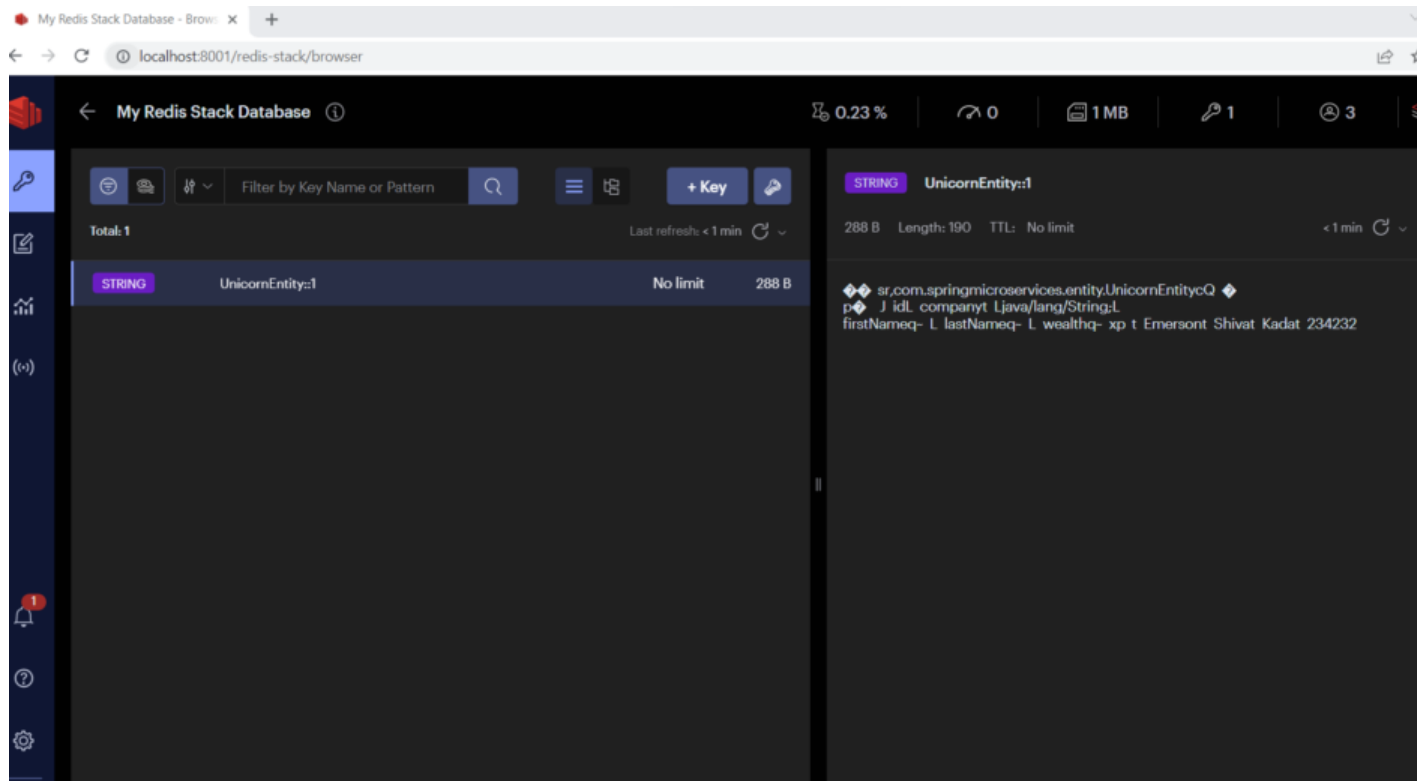 My Redis Stack Database - Brows
localhost:8001/redis-stack/browser
My Redis Stack Database
0.23 %
0
1 MB
1
3
Filter by Key Name or Pattern
+ Key
Total: 1
Last refresh: < 1 min
STRING UnicornEntity::1 No limit 288 B
STRING UnicornEntity::1
288 B Length: 190 TTL: No limit
< 1 min
�� sr,com.springmicroservices.entity.UnicornEntitycQ �
p� J idL companyt Ljava/lang/String;L
firstNameq~ L lastNameq~ L wealthq~ xp t Emersont Shivat Kadat 234232
1